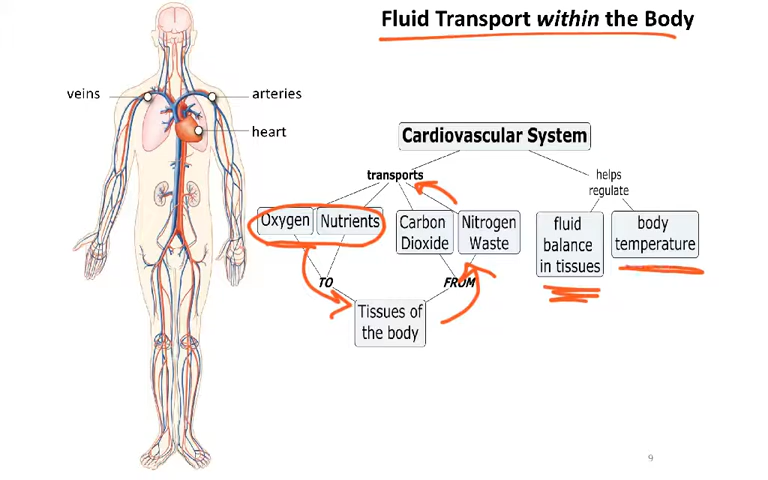 Fluid Transport within the Body
veins
arteries
heart
Cardiovascular System
transports
helps
regulate
Oxygen
Nutrients
Carbon
Dioxide
Nitrogen
Waste
fluid
balance
in tissues
body
temperature
TO
FROM
Tissues of
the body
9